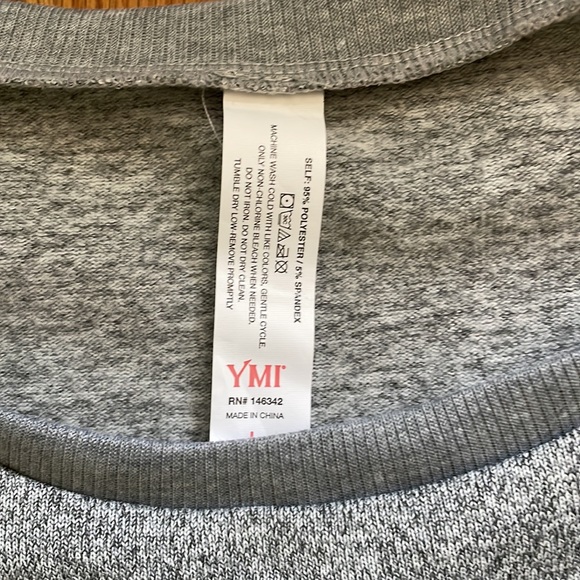 SELF: 95% POLYESTER / 5% SPANDEX
MACHINE WASH COLD WITH LIKE COLORS, GENTLE CYCLE.
ONLY NON-CHLORINE BLEACH WHEN NEEDED.
DO NOT IRON. DO NOT DRY CLEAN.
TUMBLE DRY LOW-REMOVE PROMPTLY
YMI
RN# 146342
MADE IN CHINA